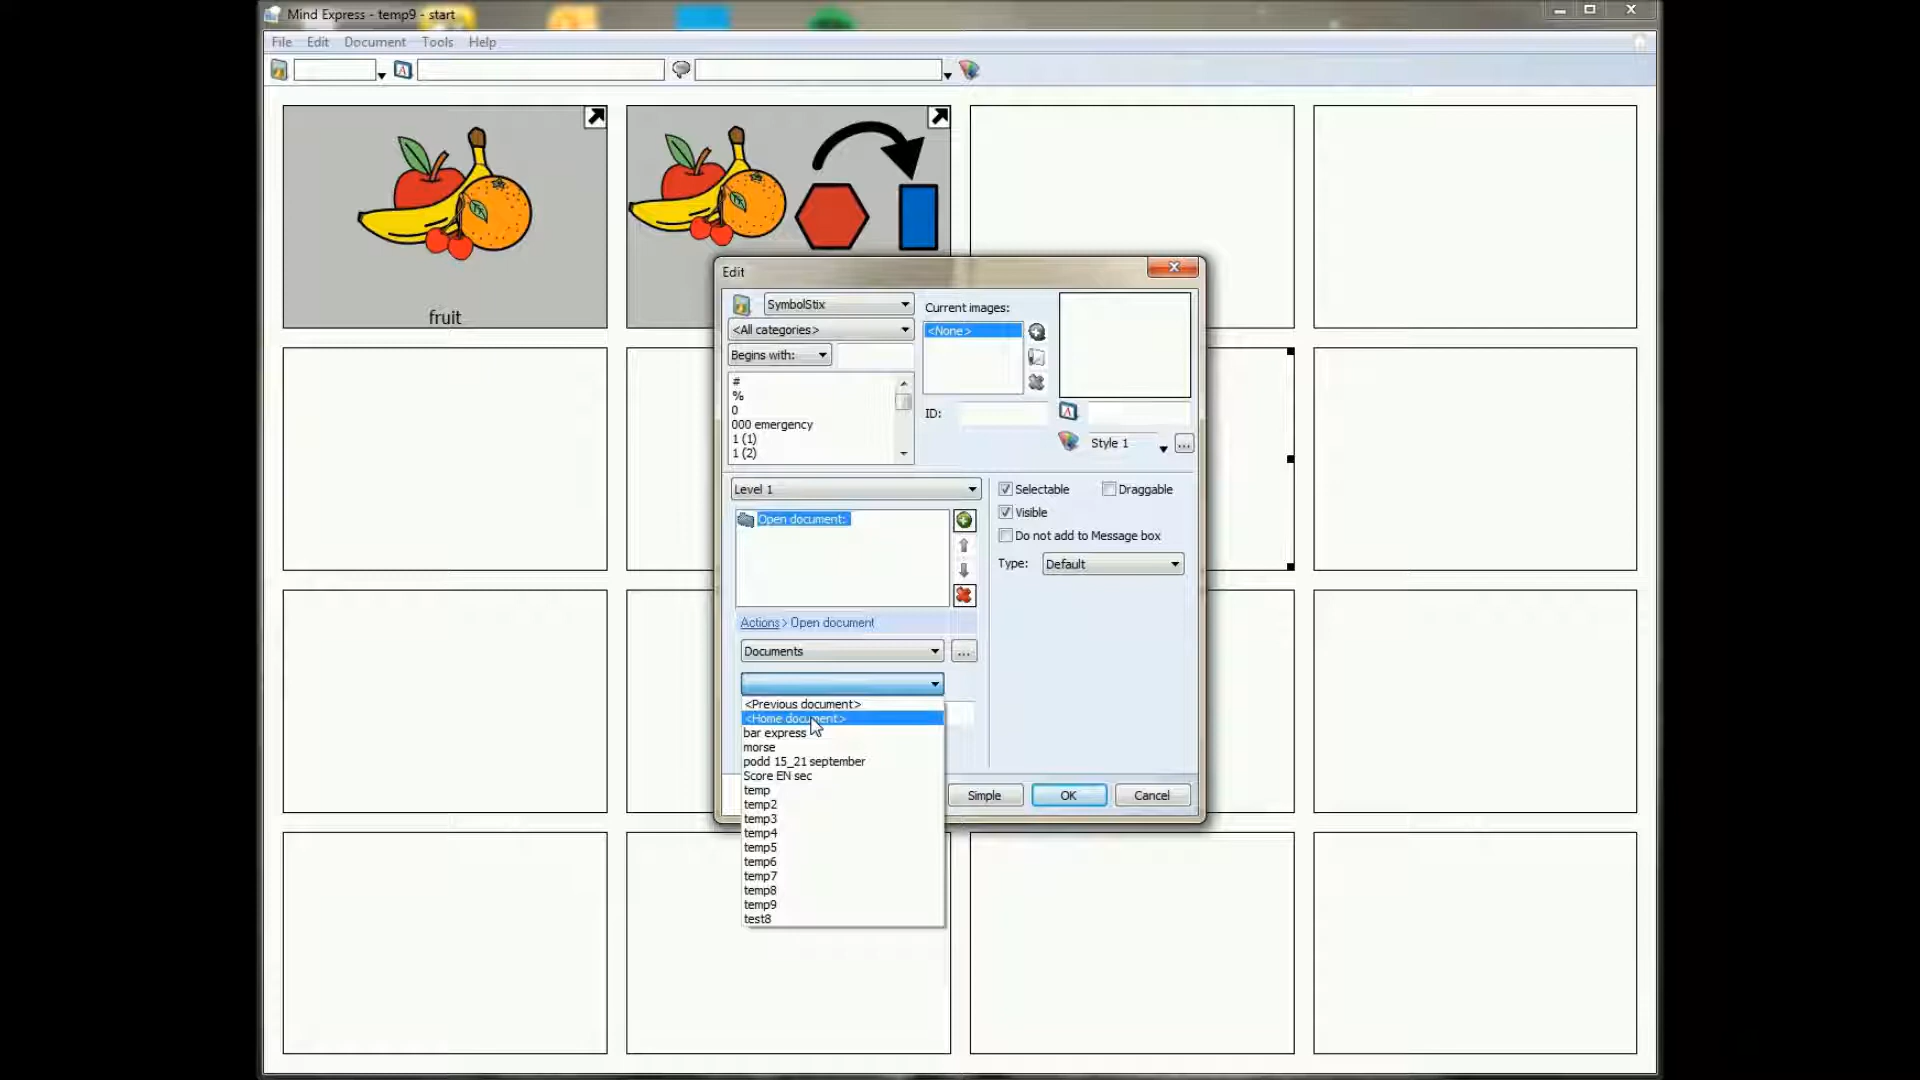 Mind Express - temp9 - start
File Edit Document Tools Help
fruit
Edit
SymbolStix
Current images:
<All categories>
<None>
Begins with:
#
%
0
000 emergency
1 (1)
1 (2)
ID:
Style 1
...
Level 1
Selectable
Draggable
Open document:
Visible
Do not add to Message box
Type:
Default
Actions > Open document
Documents
...
<Previous document>
<Home document>
bar express
morse
podd 15_21 september
Score EN sec
temp
temp2
temp3
temp4
temp5
temp6
temp7
temp8
temp9
test8
Simple
OK
Cancel